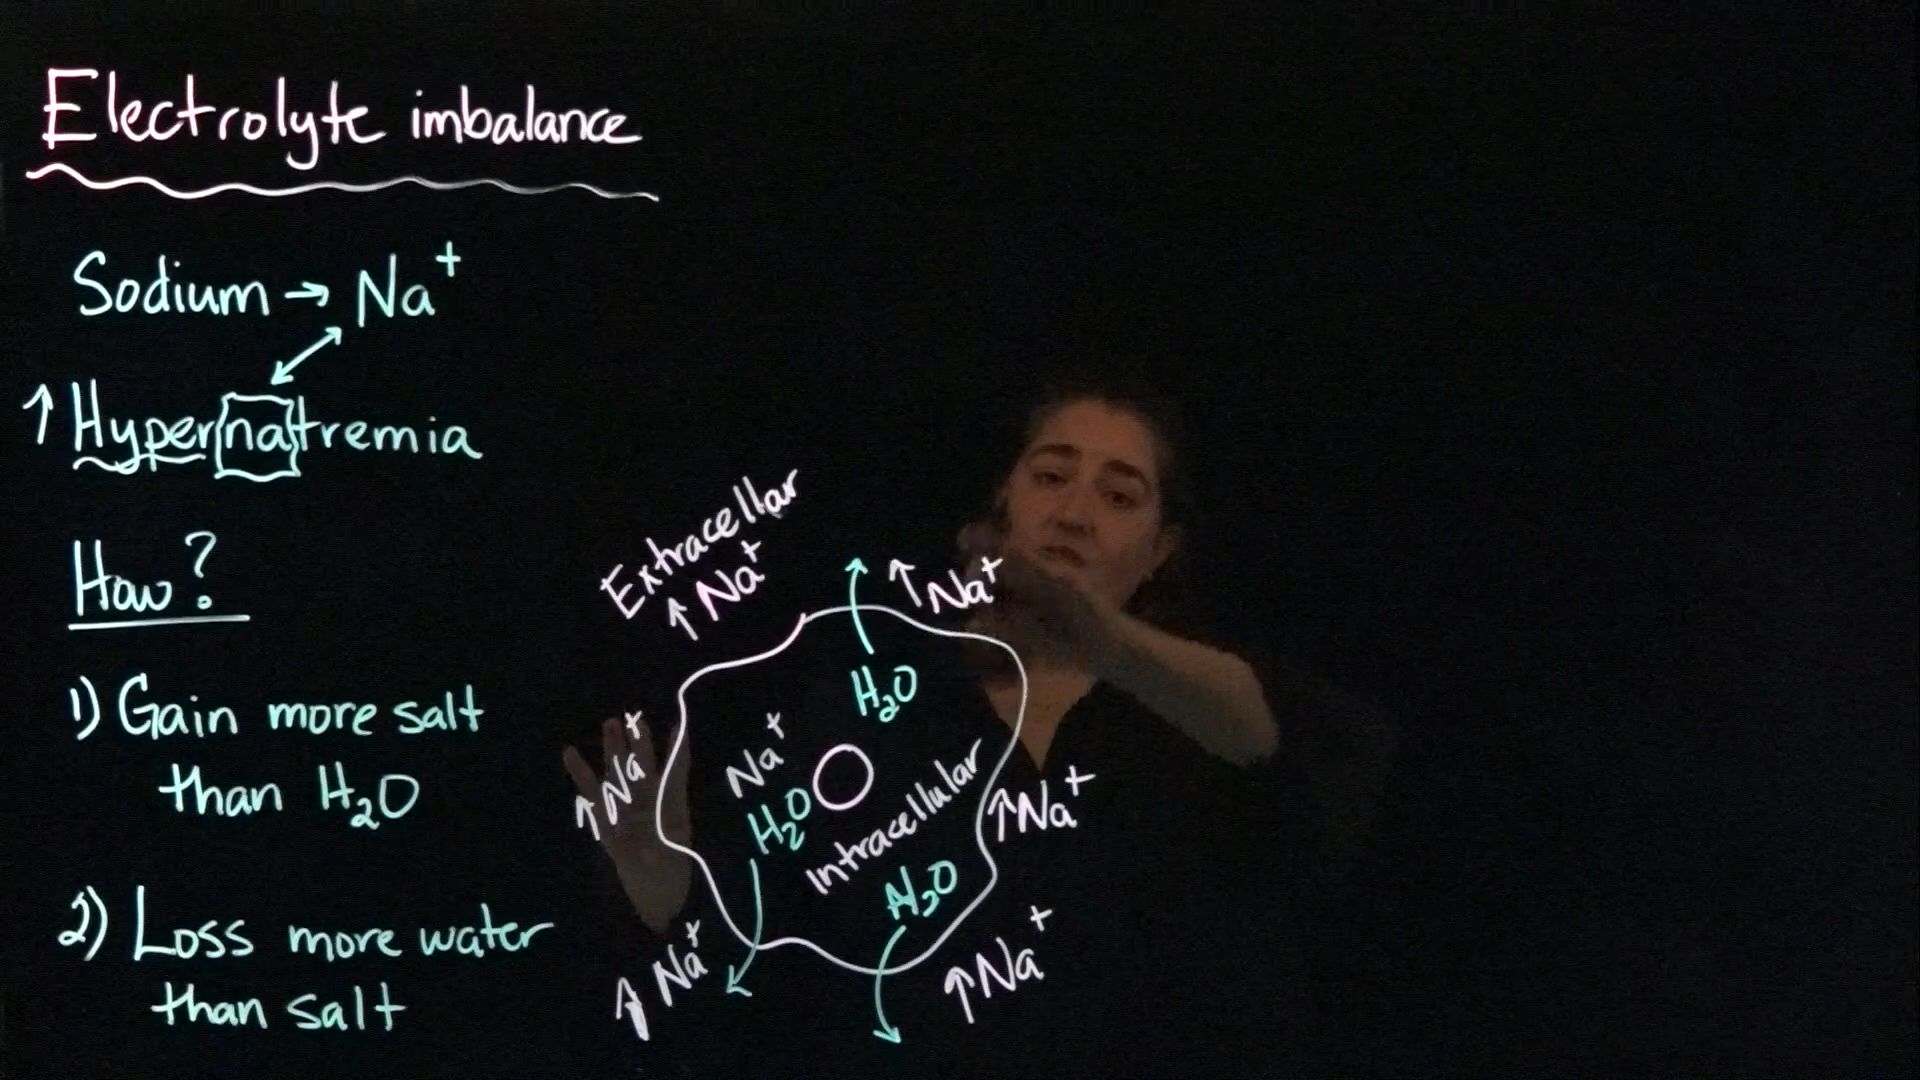 Electrolyte imbalance
Sodium → Na⁺
↑ Hypernatremia
How?
1) Gain more salt
than H₂O
2) Loss more water
than salt
Extracellar
↑ Na⁺
↑ Na⁺
H₂O
↑ Na⁺
Na⁺
H₂O
Intracellular
↑ Na⁺
H₂O
↑ Na⁺
↑ Na⁺